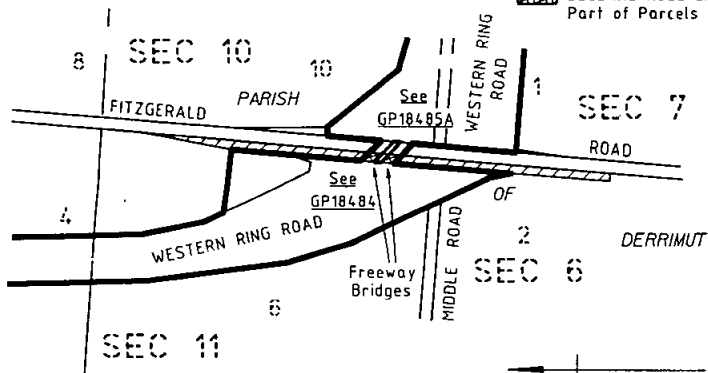 Part of Parcels
8
SEC 10
10
WESTERN RING
ROAD
FITZGERALD
PARISH
See
GP18485A
1
SEC 7
ROAD
See
GP18484
OF
4
WESTERN RING ROAD
2
DERRIMUT
Freeway
Bridges
MIDDLE ROAD
SEC 6
6
SEC 11